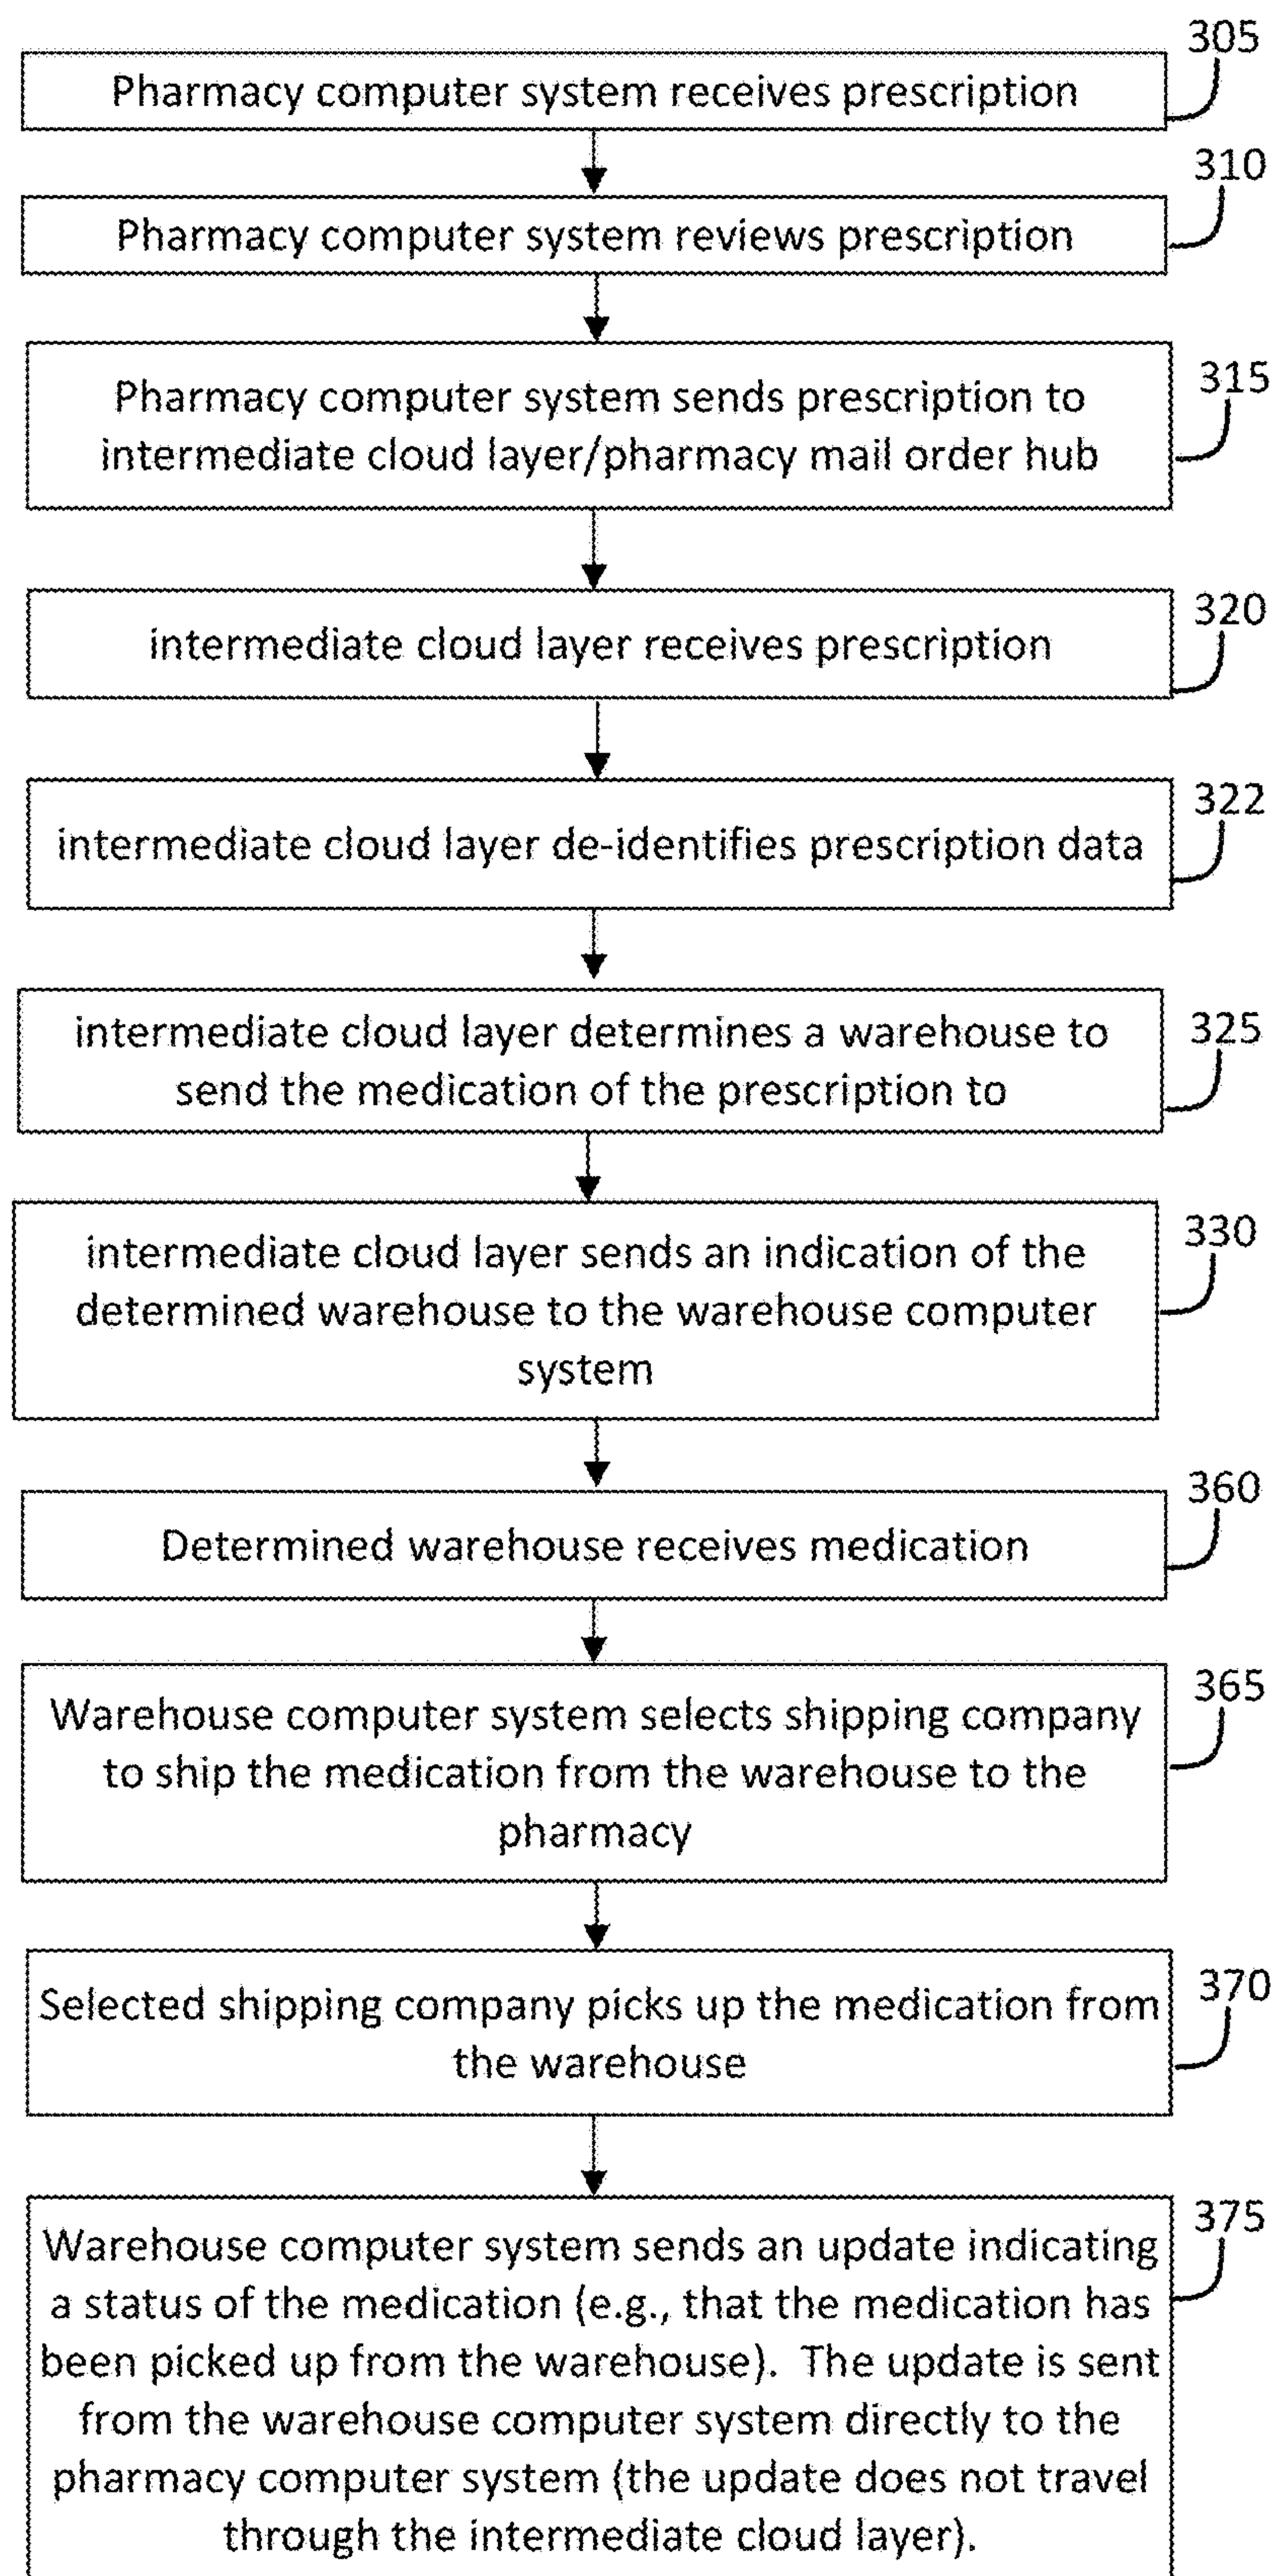 305
Pharmacy computer system receives prescription
310
Pharmacy computer system reviews prescription
315
Pharmacy computer system sends prescription to
intermediate cloud layer/pharmacy mail order hub
320
intermediate cloud layer receives prescription
322
intermediate cloud layer de-identifies prescription data
325
intermediate cloud layer determines a warehouse to
send the medication of the prescription to
330
intermediate cloud layer sends an indication of the
determined warehouse to the warehouse computer
system
360
Determined warehouse receives medication
365
Warehouse computer system selects shipping company
to ship the medication from the warehouse to the
pharmacy
370
Selected shipping company picks up the medication from
the warehouse
375
Warehouse computer system sends an update indicating
a status of the medication (e.g., that the medication has
been picked up from the warehouse).  The update is sent
from the warehouse computer system directly to the
pharmacy computer system (the update does not travel
through the intermediate cloud layer).